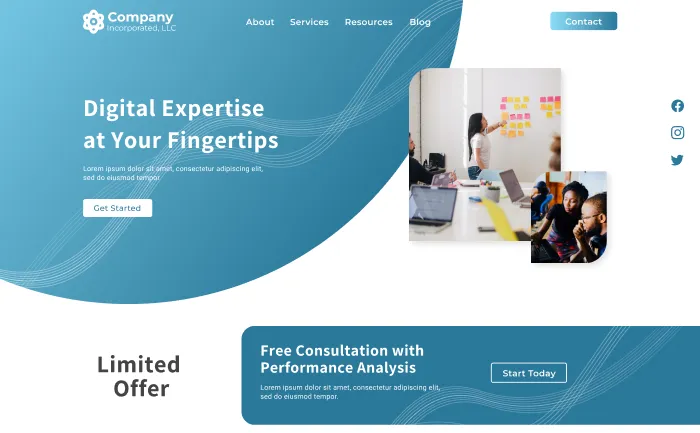 Company
Incorporated, LLC
About Services Resources Blog
Contact
Digital Expertise
at Your Fingertips
Lorem ipsum dolor sit amet, consectetur adipiscing elit,
sed do eiusmod tempor.
Get Started
Limited
Offer
Free Consultation with
Performance Analysis
Lorem ipsum dolor sit amet, consectetur adipiscing elit,
sed do eiusmod tempor.
Start Today